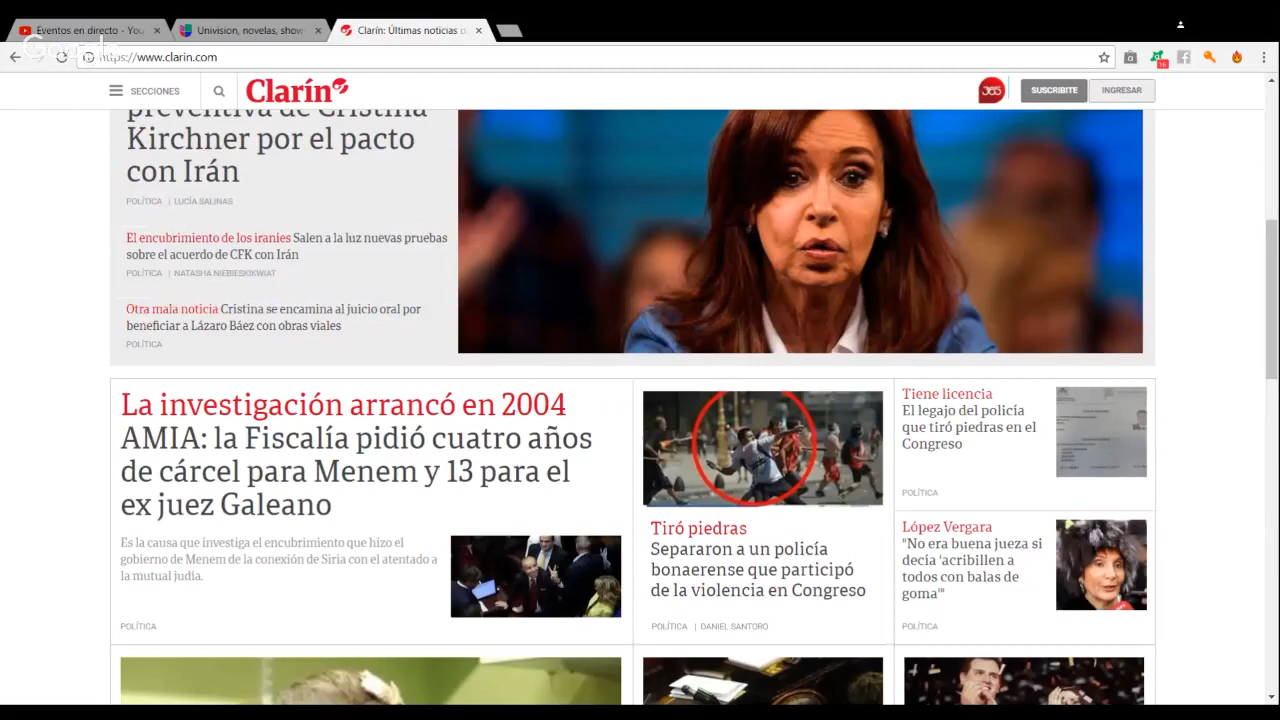 Eventos en directo - You
Univision, novelas, show
Clarín: Últimas noticias d
Google
https://www.clarin.com
16
SECCIONES
Clarín
365
SUSCRIBITE
INGRESAR
preventiva de Cristina
Kirchner por el pacto
con Irán
POLÍTICA | LUCÍA SALINAS
El encubrimiento de los iraníes Salen a la luz nuevas pruebas
sobre el acuerdo de CFK con Irán
POLÍTICA | NATASHA NIEBIESKIKWIAT
Otra mala noticia Cristina se encamina al juicio oral por
beneficiar a Lázaro Báez con obras viales
POLÍTICA
La investigación arrancó en 2004
AMIA: la Fiscalía pidió cuatro años
de cárcel para Menem y 13 para el
ex juez Galeano
Es la causa que investiga el encubrimiento que hizo el
gobierno de Menem de la conexión de Siria con el atentado a
la mutual judía.
POLÍTICA
Tiró piedras
Separaron a un policía
bonaerense que participó
de la violencia en Congreso
POLÍTICA | DANIEL SANTORO
Tiene licencia
El legajo del policía
que tiró piedras en el
Congreso
POLÍTICA
López Vergara
"No era buena jueza si
decía 'acribillen a
todos con balas de
goma'"
POLÍTICA